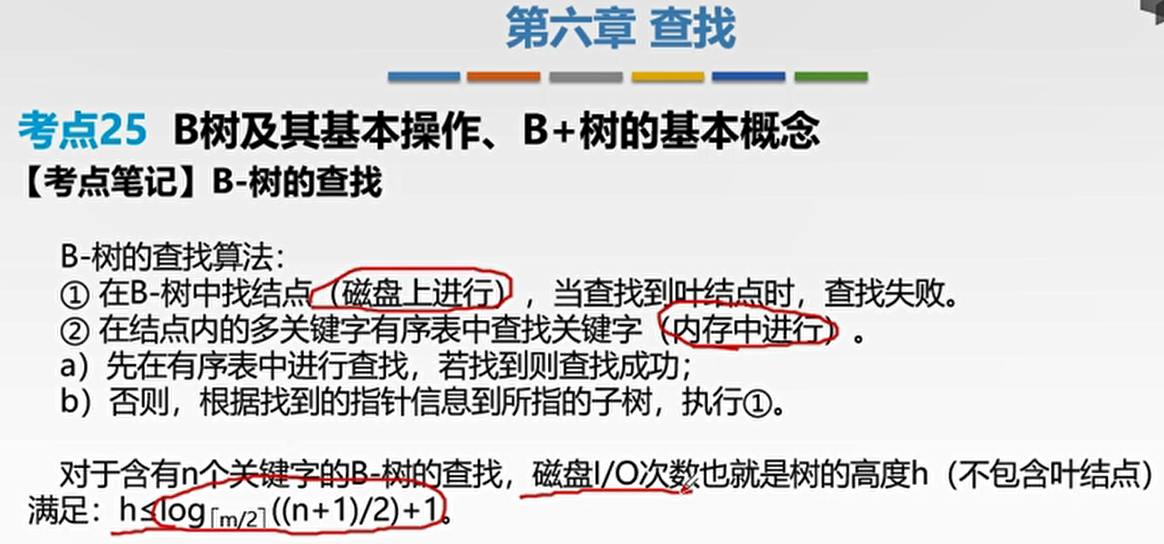 第六章 查找
考点25 B树及其基本操作、B+树的基本概念
【考点笔记】B-树的查找
B-树的查找算法：
① 在B-树中找结点（磁盘上进行），当查找到叶结点时，查找失败。
② 在结点内的多关键字有序表中查找关键字（内存中进行）。
a）先在有序表中进行查找，若找到则查找成功；
b）否则，根据找到的指针信息到所指的子树，执行①。
对于含有n个关键字的B-树的查找，磁盘I/O次数也就是树的高度h（不包含叶结点）
满足：h≤log⌈m/2⌉((n+1)/2)+1。